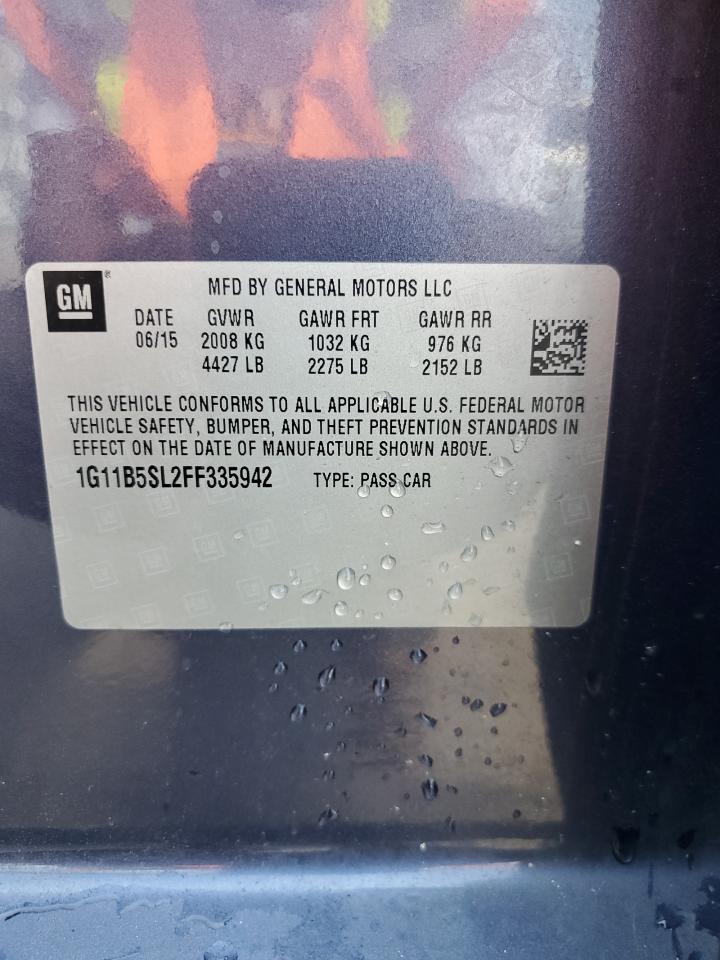 GM
MFD BY GENERAL MOTORS LLC
DATE GVWR GAWR FRT GAWR RR
06/15 2008 KG 1032 KG 976 KG
4427 LB 2275 LB 2152 LB
THIS VEHICLE CONFORMS TO ALL APPLICABLE U.S. FEDERAL MOTOR
VEHICLE SAFETY, BUMPER, AND THEFT PREVENTION STANDARDS IN
EFFECT ON THE DATE OF MANUFACTURE SHOWN ABOVE.
1G11B5SL2FF335942 TYPE: PASS CAR